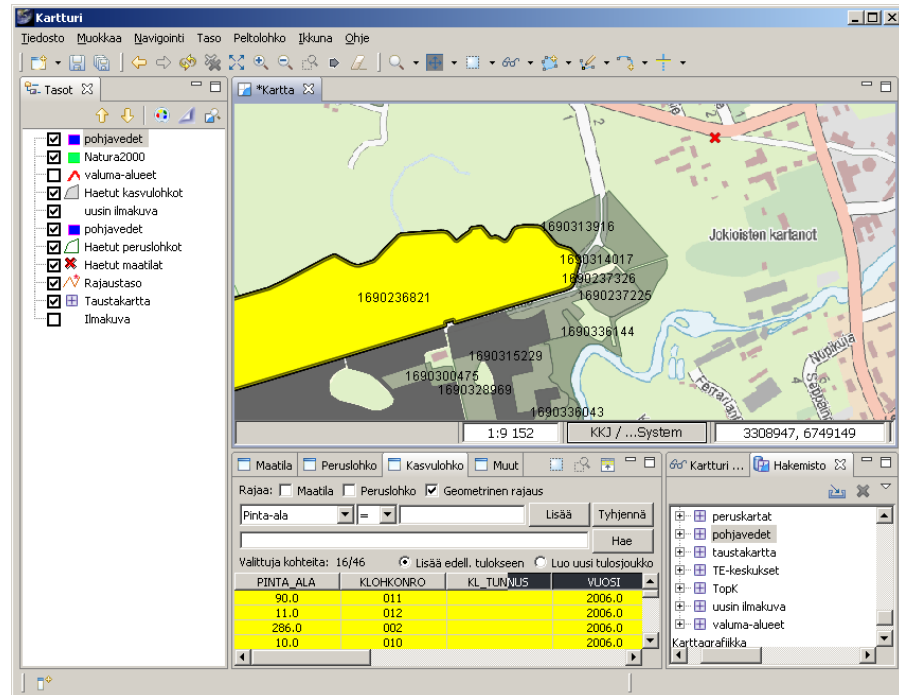 Kartturi
Tiedosto Muokkaa Navigointi Taso Peltolohko Ikkuna Ohje
Tasot
pohjavedet
Natura2000
valuma-alueet
Haetut kasvulohkot
uusin ilmakuva
pohjavedet
Haetut peruslohkot
Haetut maatilat
Rajaustaso
Taustakartta
Ilmakuva
*Kartta
1690313916
Jokioisten kartanot
1690314017
1690237326
1690236821
1690237225
1690336144
1690315229
1690300475
1690328969
1690336043
Nupikuja
1:9 152 KKJ / ...System 3308947, 6749149
Maatila Peruslohko Kasvulohko Muut
Rajaa: Maatila Peruslohko Geometrinen rajaus
Pinta-ala = Lisää Tyhjennä
Hae
Valittuja kohteita: 16/46 Lisää edell. tulokseen Luo uusi tulosjoukko
PINTA_ALA KLOHKONRO KL_TUNNUS VUOSI
90.0 011 2006.0
11.0 012 2006.0
286.0 002 2006.0
10.0 010 2006.0
Kartturi ... Hakemisto
peruskartat
pohjavedet
taustakartta
TE-keskukset
TopK
uusin ilmakuva
valuma-alueet
Karttagrafiikka